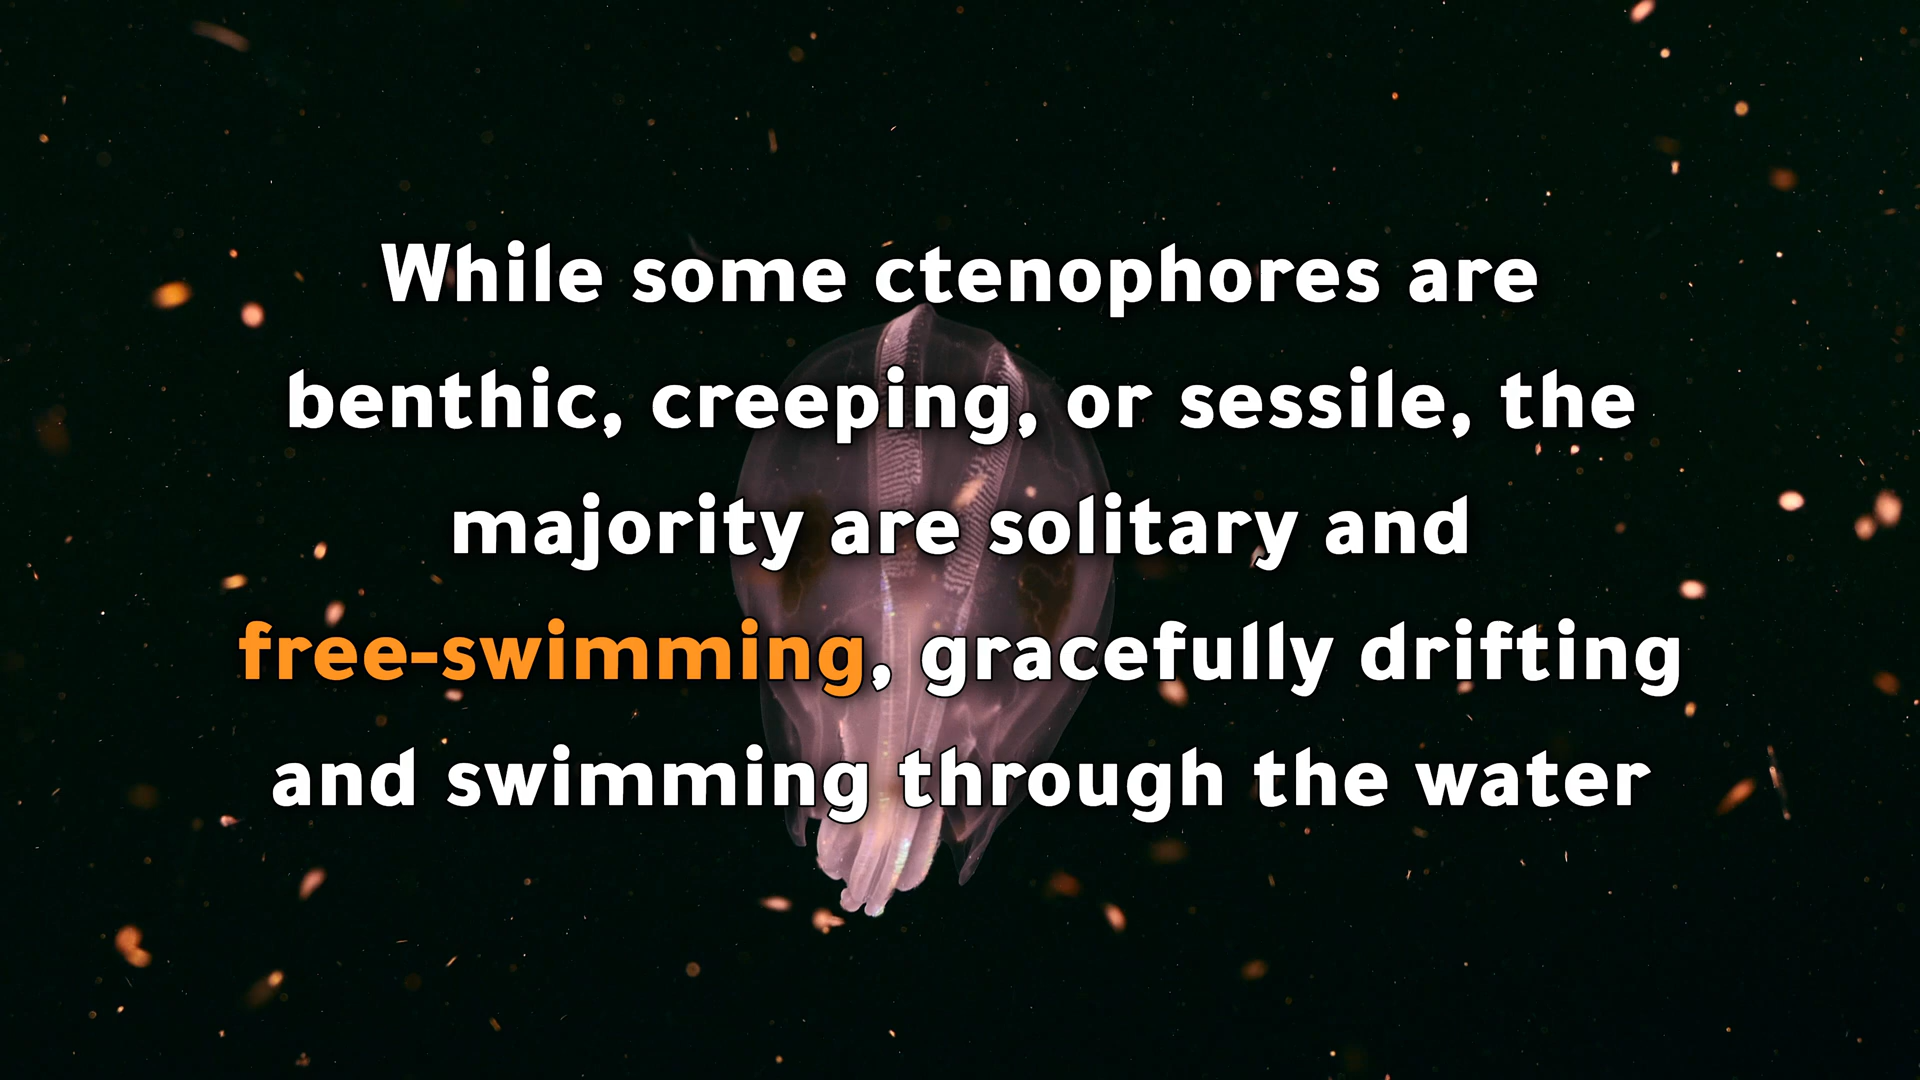 While some ctenophores are
benthic, creeping, or sessile, the
majority are solitary and
free-swimming, gracefully drifting
and swimming through the water